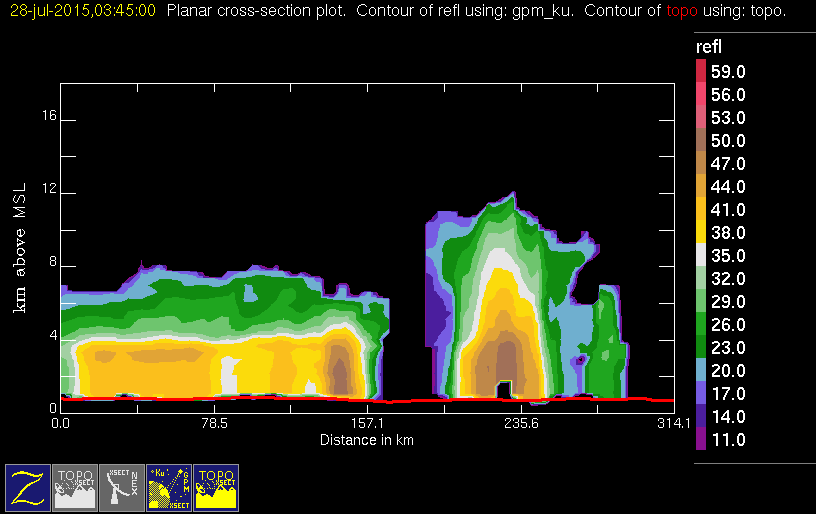 28-jul-2015,03:45:00 Planar cross-section plot. Contour of refl using: gpm_ku. Contour of topo using: topo.
refl
59.0
56.0
53.0
50.0
47.0
44.0
41.0
38.0
35.0
32.0
29.0
26.0
23.0
20.0
17.0
14.0
11.0
km above MSL
16
12
8
4
0
0.0 78.5 157.1 235.6 314.1
Distance in km
Z
TOPO XSECT
XSECT NEX
"Ku" GPM XSECT
TOPO XSECT